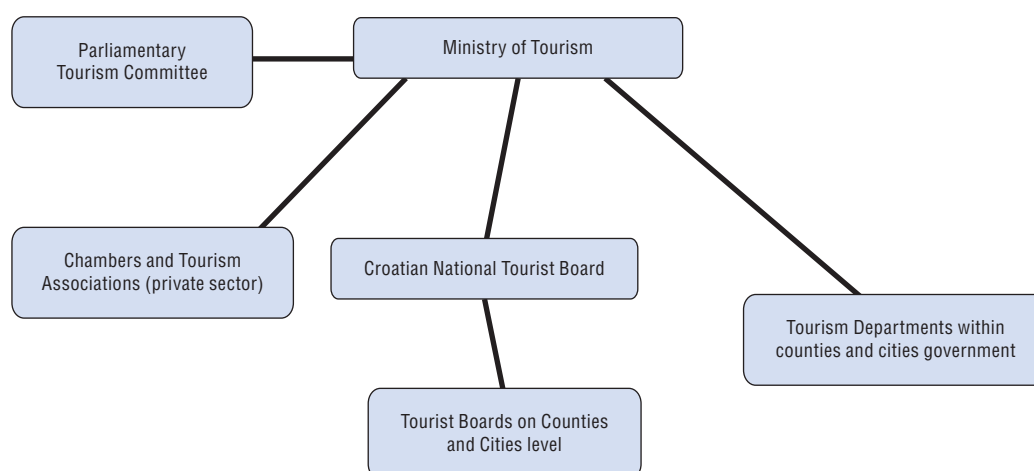 Parliamentary
Tourism Committee
Ministry of Tourism
Chambers and Tourism
Associations (private sector)
Croatian National Tourist Board
Tourism Departments within
counties and cities government
Tourist Boards on Counties
and Cities level